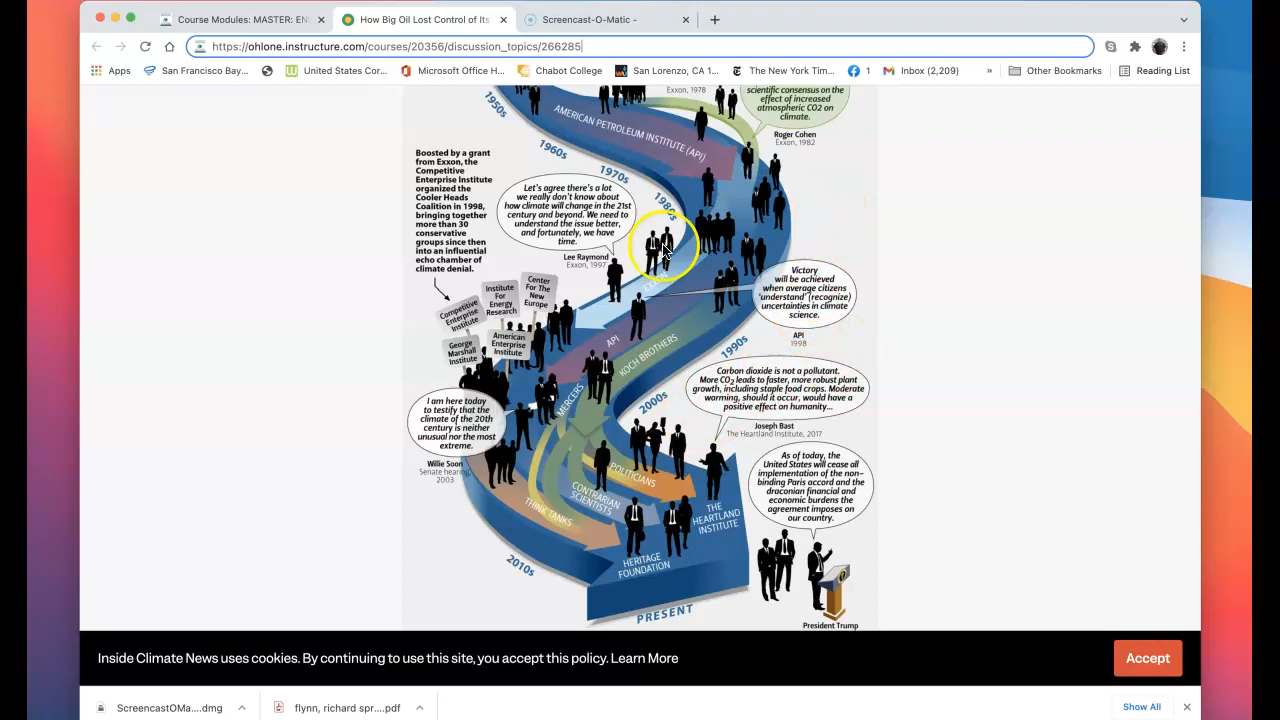 Course Modules: MASTER: EN
How Big Oil Lost Control of Its
Screencast-O-Matic -
https://ohlone.instructure.com/courses/20356/discussion_topics/266285
Apps
San Francisco Bay...
United States Cor...
Microsoft Office H...
Chabot College
San Lorenzo, CA 1...
The New York Tim...
1
Inbox (2,209)
»
Other Bookmarks
Reading List
Exxon, 1978
scientific consensus on the
effect of increased
atmospheric CO2 on
climate.
Roger Cohen
Exxon, 1982
1950s
AMERICAN PETROLEUM INSTITUTE (API)
1960s
1970s
1980s
Boosted by a grant
from Exxon, the
Competitive
Enterprise Institute
organized the
Cooler Heads
Coalition in 1998,
bringing together
more than 30
conservative
groups since then
into an influential
echo chamber of
climate denial.
Let's agree there's a lot
we really don't know about
how climate will change in the 21st
century and beyond. We need to
understand the issue better,
and fortunately, we have
time.
Lee Raymond
Exxon, 1997
EXXON
Victory
will be achieved
when average citizens
'understand' (recognize)
uncertainties in climate
science.
API
1998
Competitive
Enterprise
Institute
Institute
For
Energy
Research
Center
For The
New
Europe
George
Marshall
Institute
American
Enterprise
Institute
API
KOCH BROTHERS
1990s
MERCERS
2000s
Carbon dioxide is not a pollutant.
More CO2 leads to faster, more robust plant
growth, including staple food crops. Moderate
warming, should it occur, would have a
positive effect on humanity...
Joseph Bast
The Heartland Institute, 2017
I am here today
to testify that the
climate of the 20th
century is neither
unusual nor the most
extreme.
Willie Soon
Senate hearing,
2003
As of today, the
United States will cease all
implementation of the non-
binding Paris accord and the
draconian financial and
economic burdens the
agreement imposes on
our country.
POLITICIANS
CONTRARIAN
SCIENTISTS
THINK TANKS
THE
HEARTLAND
INSTITUTE
HERITAGE
FOUNDATION
2010s
PRESENT
President Trump
Inside Climate News uses cookies. By continuing to use this site, you accept this policy. Learn More
Accept
ScreencastOMa....dmg
flynn, richard spr....pdf
Show All